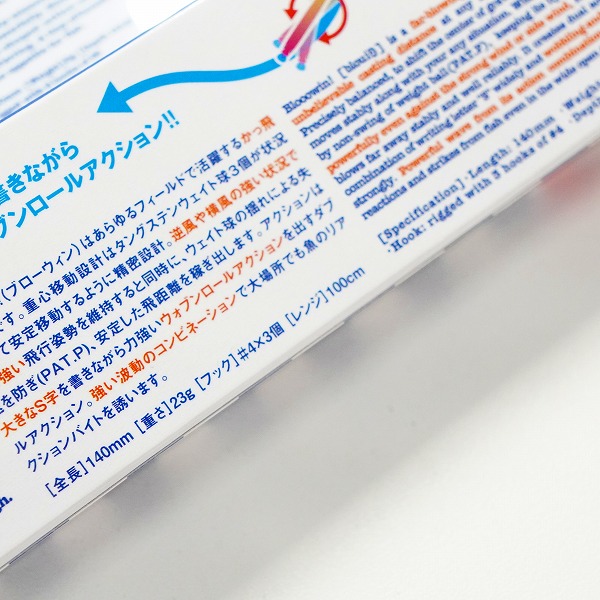 書きながら
ブンロールアクション!!
(ブローウィン)はあらゆるフィールドで活躍するかっ飛
です。重心移動設計はタングステンウェイト球3個が状況
て安定移動するように精密設計。逆風や横風の強い状況で
強い飛行姿勢を維持すると同時に、ウェイト球の揺れによる失
を防ぎ(PAT.P)、安定した飛距離を稼ぎ出します。アクションは
大きなS字を書きながら力強いウォブンロールアクションを出すダブ
ルアクション。強い波動のコンビネーションで大場所でも魚のリア
クションバイトを誘います。
[全長]140mm [重さ]23g [フック]#4×3個 [レンジ]100cm
Blooowin! [bloui:] is a far-blow
unbelievable casting distance at any
Precisely balanced, to shift the center of gra
moves stably along with your any situation. W
by non-swing of weight ball(PAT.P), keeping
powerfully even against the strong wind or side wind,
blows far away stably and well reliably. It creates dual
combination of writing letter "S" widely and wobbling and
strongly. Powerful wave from its action combination
reactions and strikes from fish even in the wide open
[Specification]·Length: 140mm ·Weight
·Hook: rigged with 3 hooks of #4 ·Dept